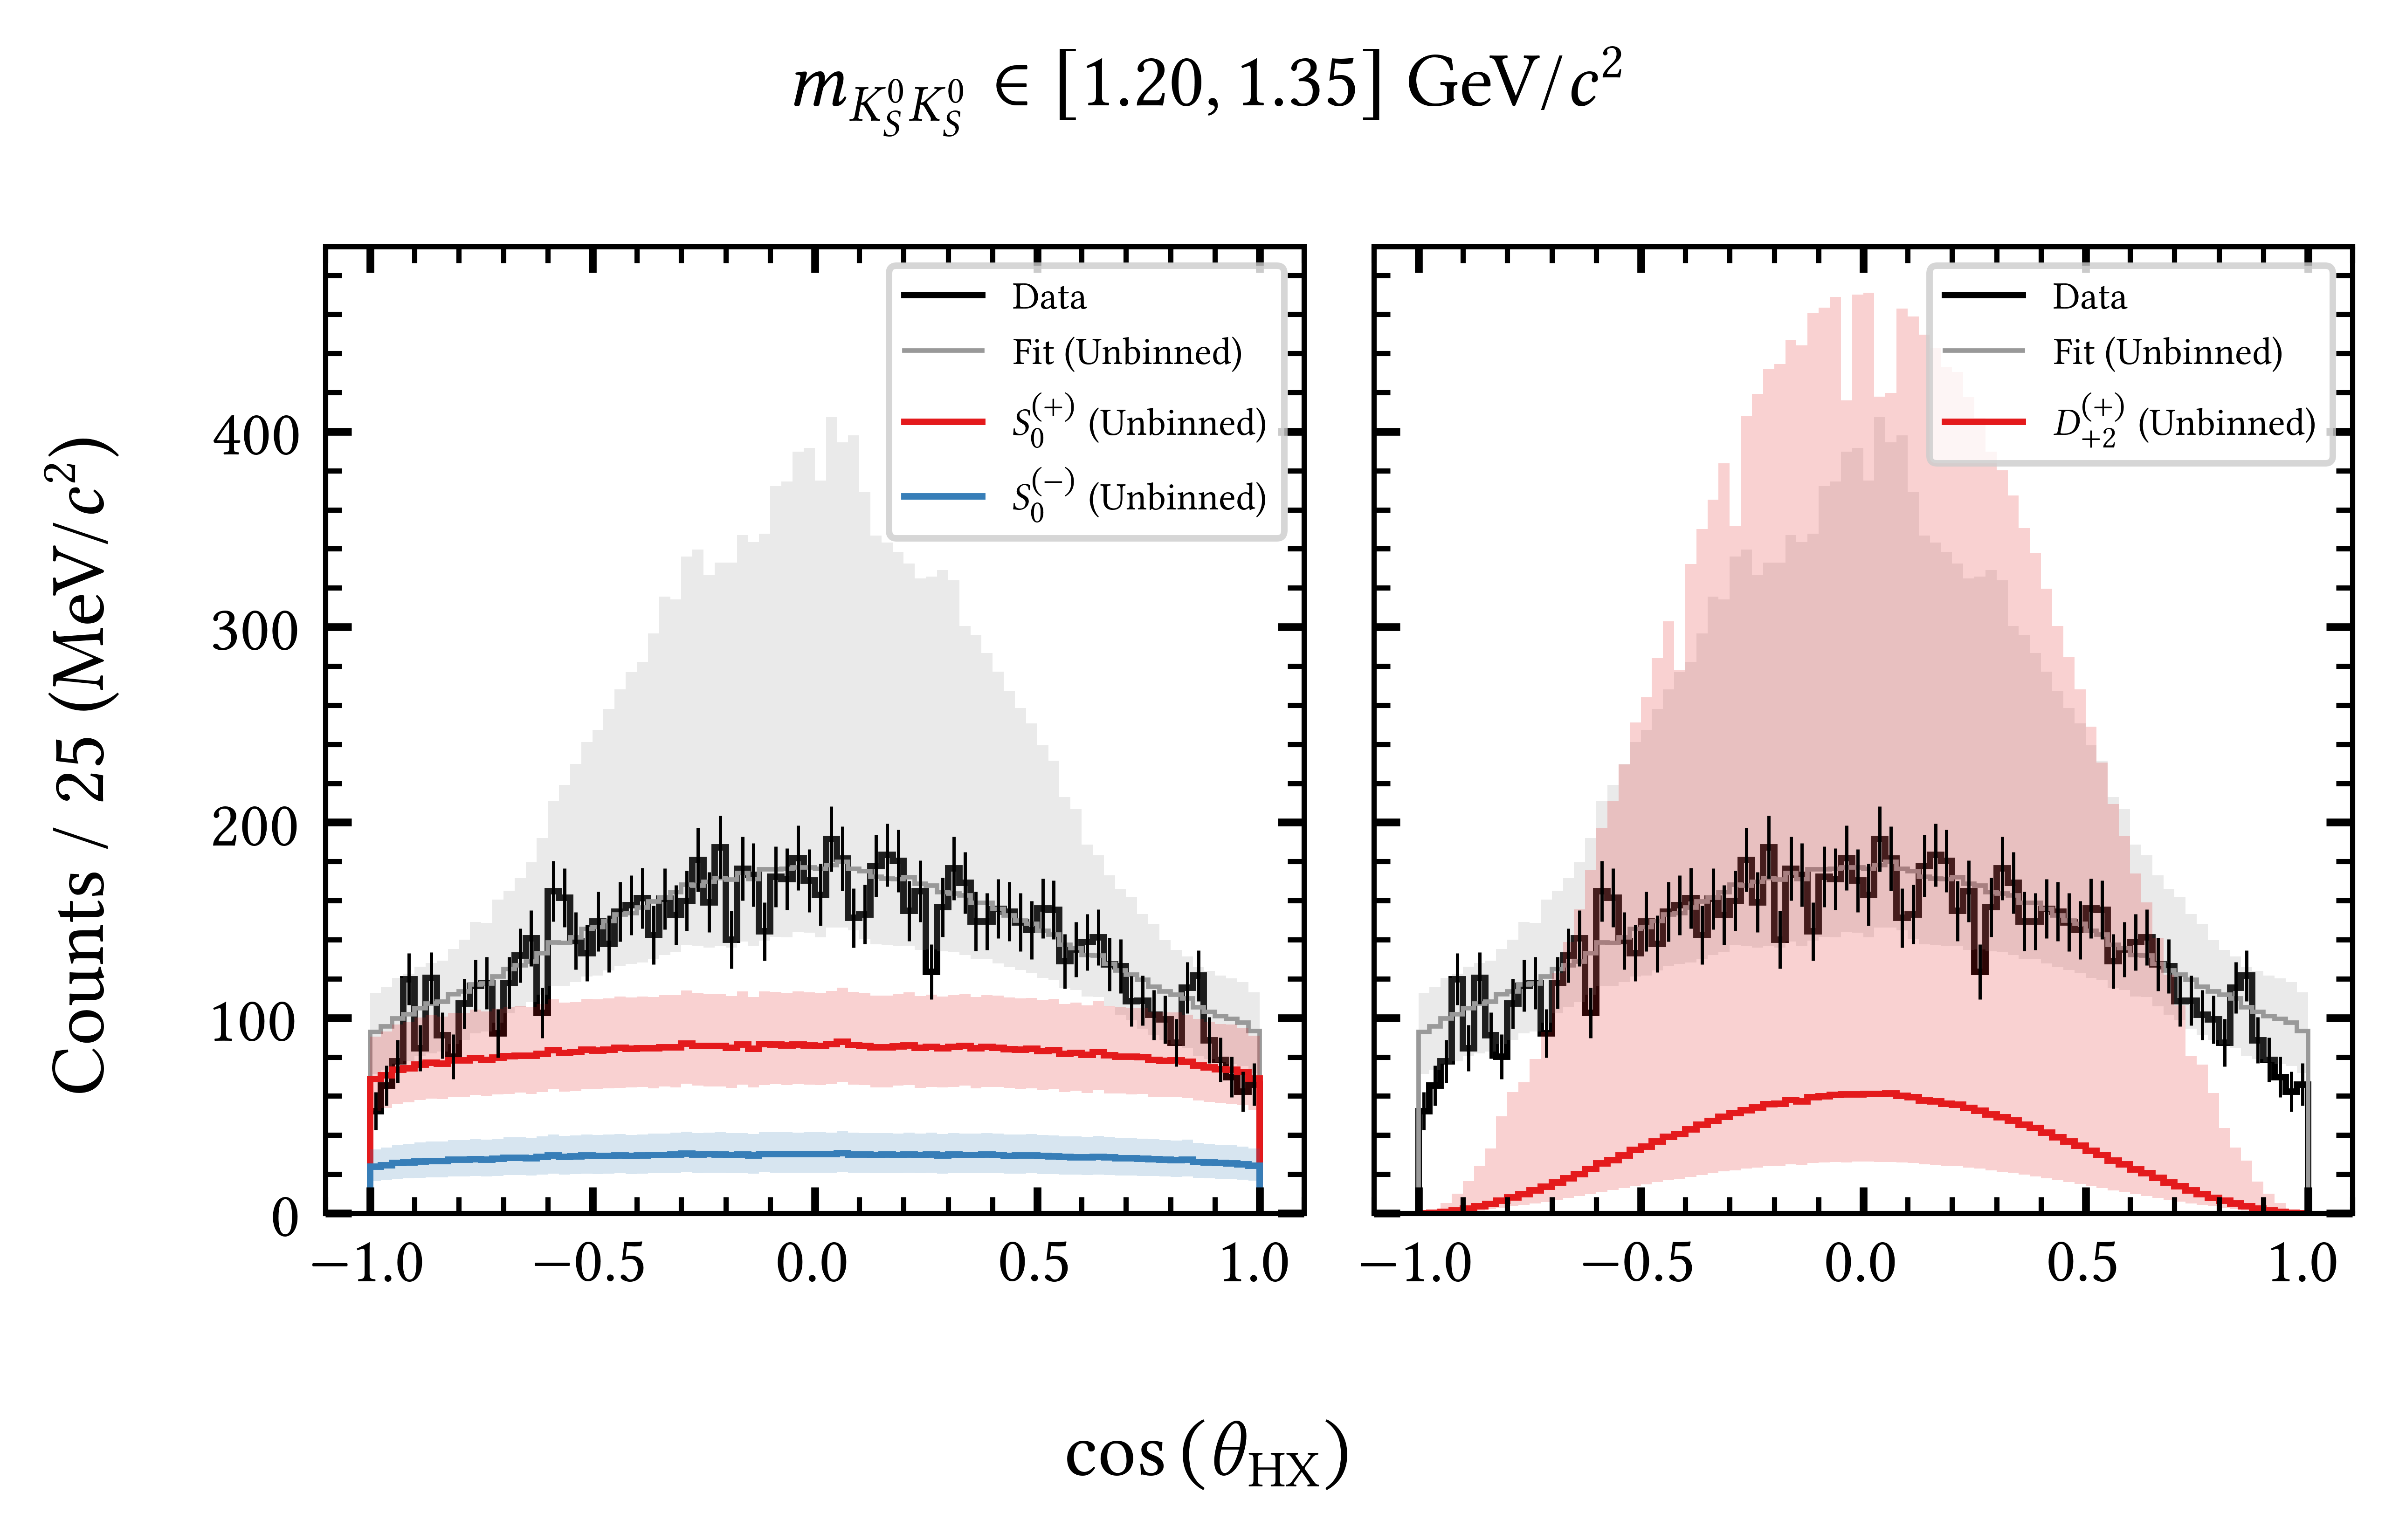 m_{K_S^0 K_S^0} ∈ [1.20, 1.35] GeV/c²
Data
Fit (Unbinned)
S_0^{(+)} (Unbinned)
S_0^{(−)} (Unbinned)
Data
Fit (Unbinned)
D_{+2}^{(+)} (Unbinned)
Counts / 25 (MeV/c²)
400
300
200
100
0
−1.0 −0.5 0.0 0.5 1.0
−1.0 −0.5 0.0 0.5 1.0
cos (θ_{HX})